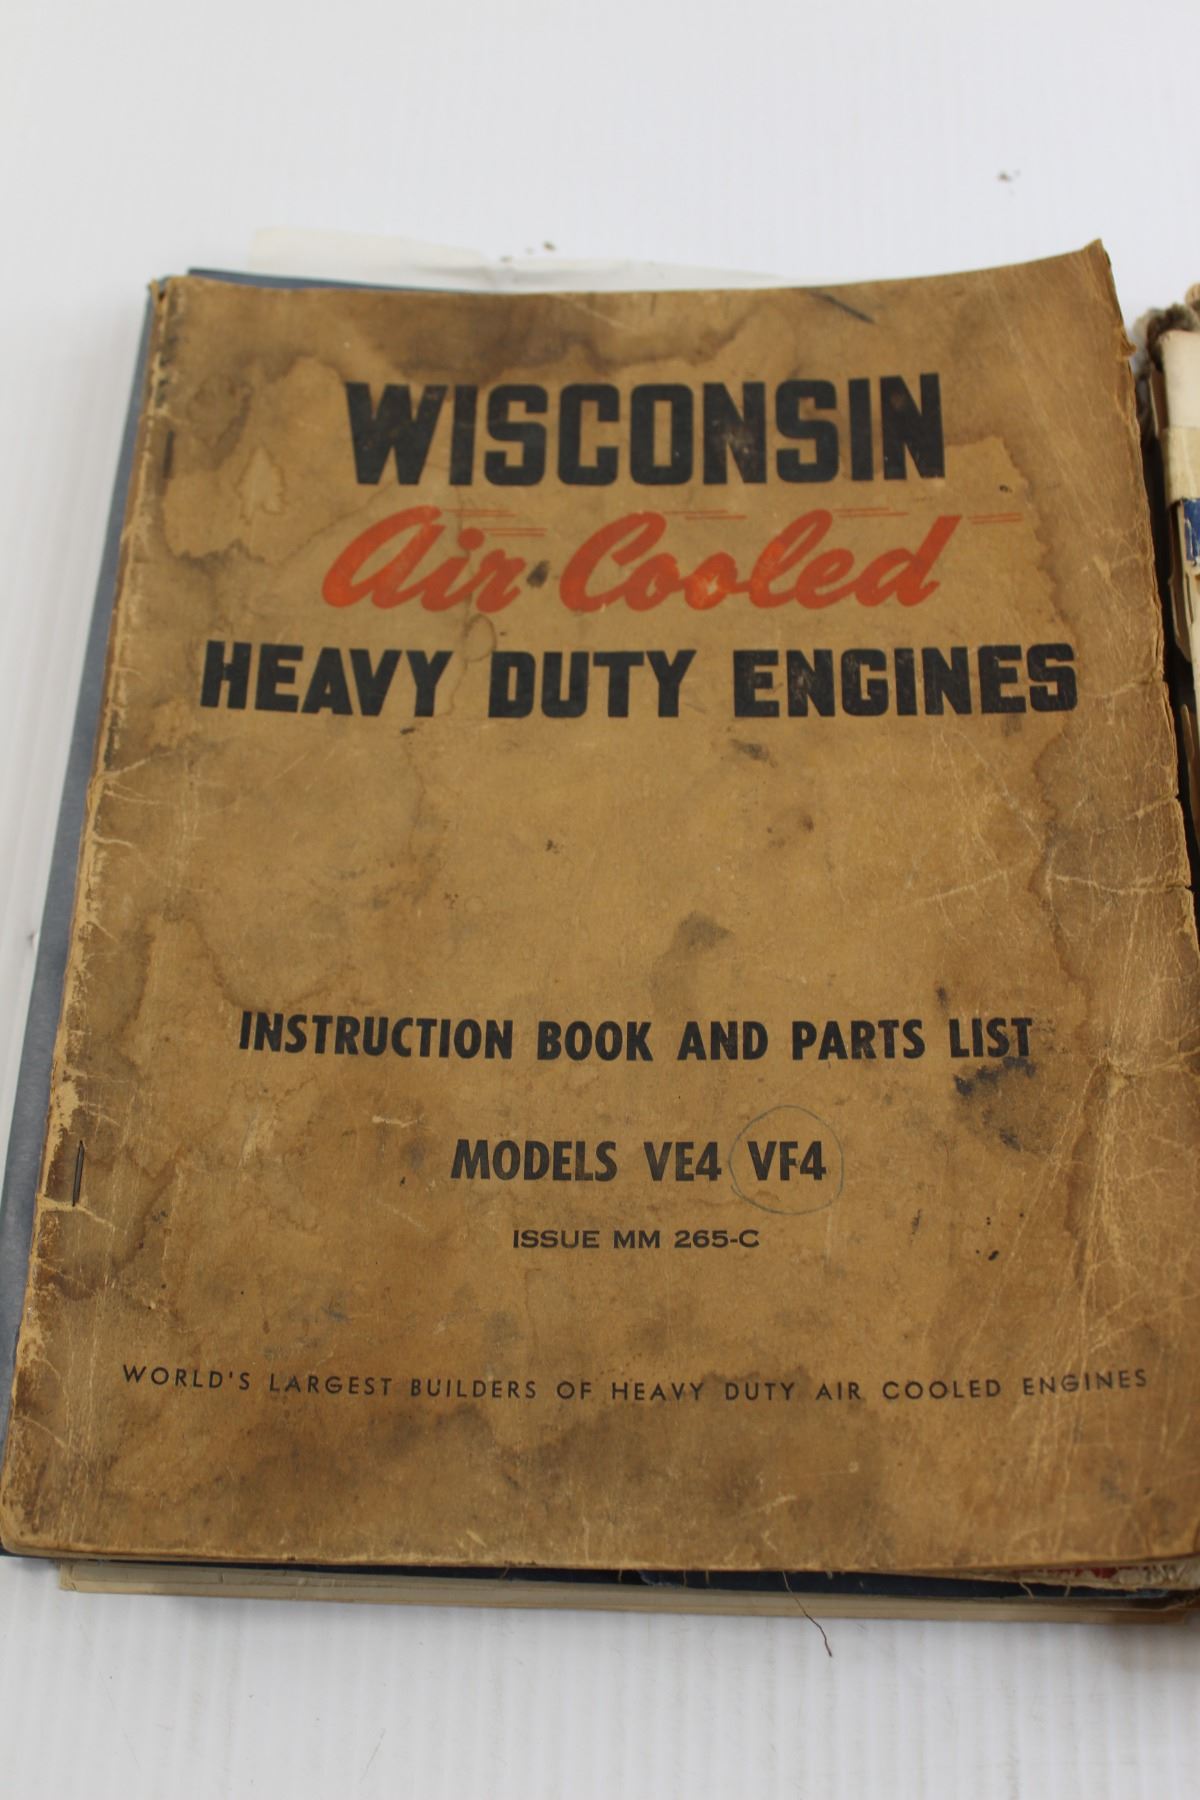 WISCONSIN
Air Cooled
HEAVY DUTY ENGINES
INSTRUCTION BOOK AND PARTS LIST
MODELS VE4 VF4
ISSUE MM 265-C
WORLD'S LARGEST BUILDERS OF HEAVY DUTY AIR COOLED ENGINES